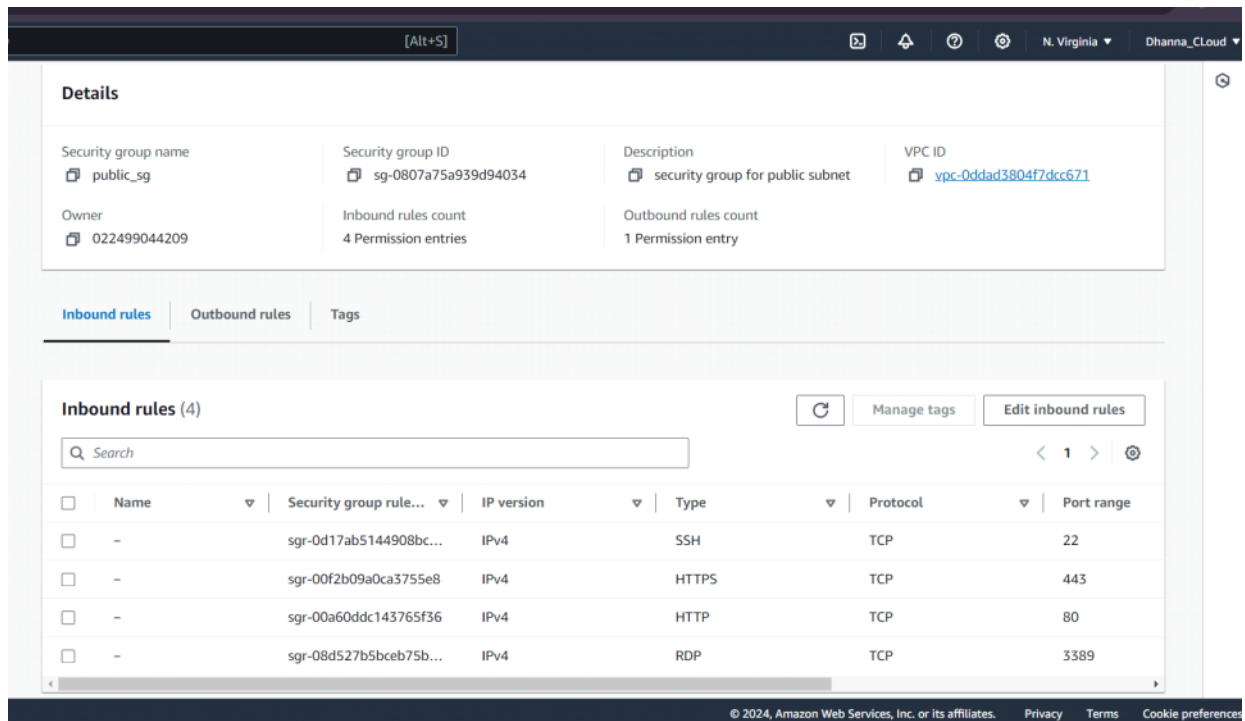 [Alt+S] N. Virginia ▼ Dhanna_CLoud ▼
Details
Security group name Security group ID Description VPC ID
public_sg sg-0807a75a939d94034 security group for public subnet vpc-0ddad3804f7dcc671
Owner Inbound rules count Outbound rules count
022499044209 4 Permission entries 1 Permission entry
Inbound rules Outbound rules Tags
Inbound rules (4) Manage tags Edit inbound rules
Search 1
Name Security group rule... IP version Type Protocol Port range
– sgr-0d17ab5144908bc... IPv4 SSH TCP 22
– sgr-00f2b09a0ca3755e8 IPv4 HTTPS TCP 443
– sgr-00a60ddc143765f36 IPv4 HTTP TCP 80
– sgr-08d527b5bceb75b... IPv4 RDP TCP 3389
© 2024, Amazon Web Services, Inc. or its affiliates. Privacy Terms Cookie preferences